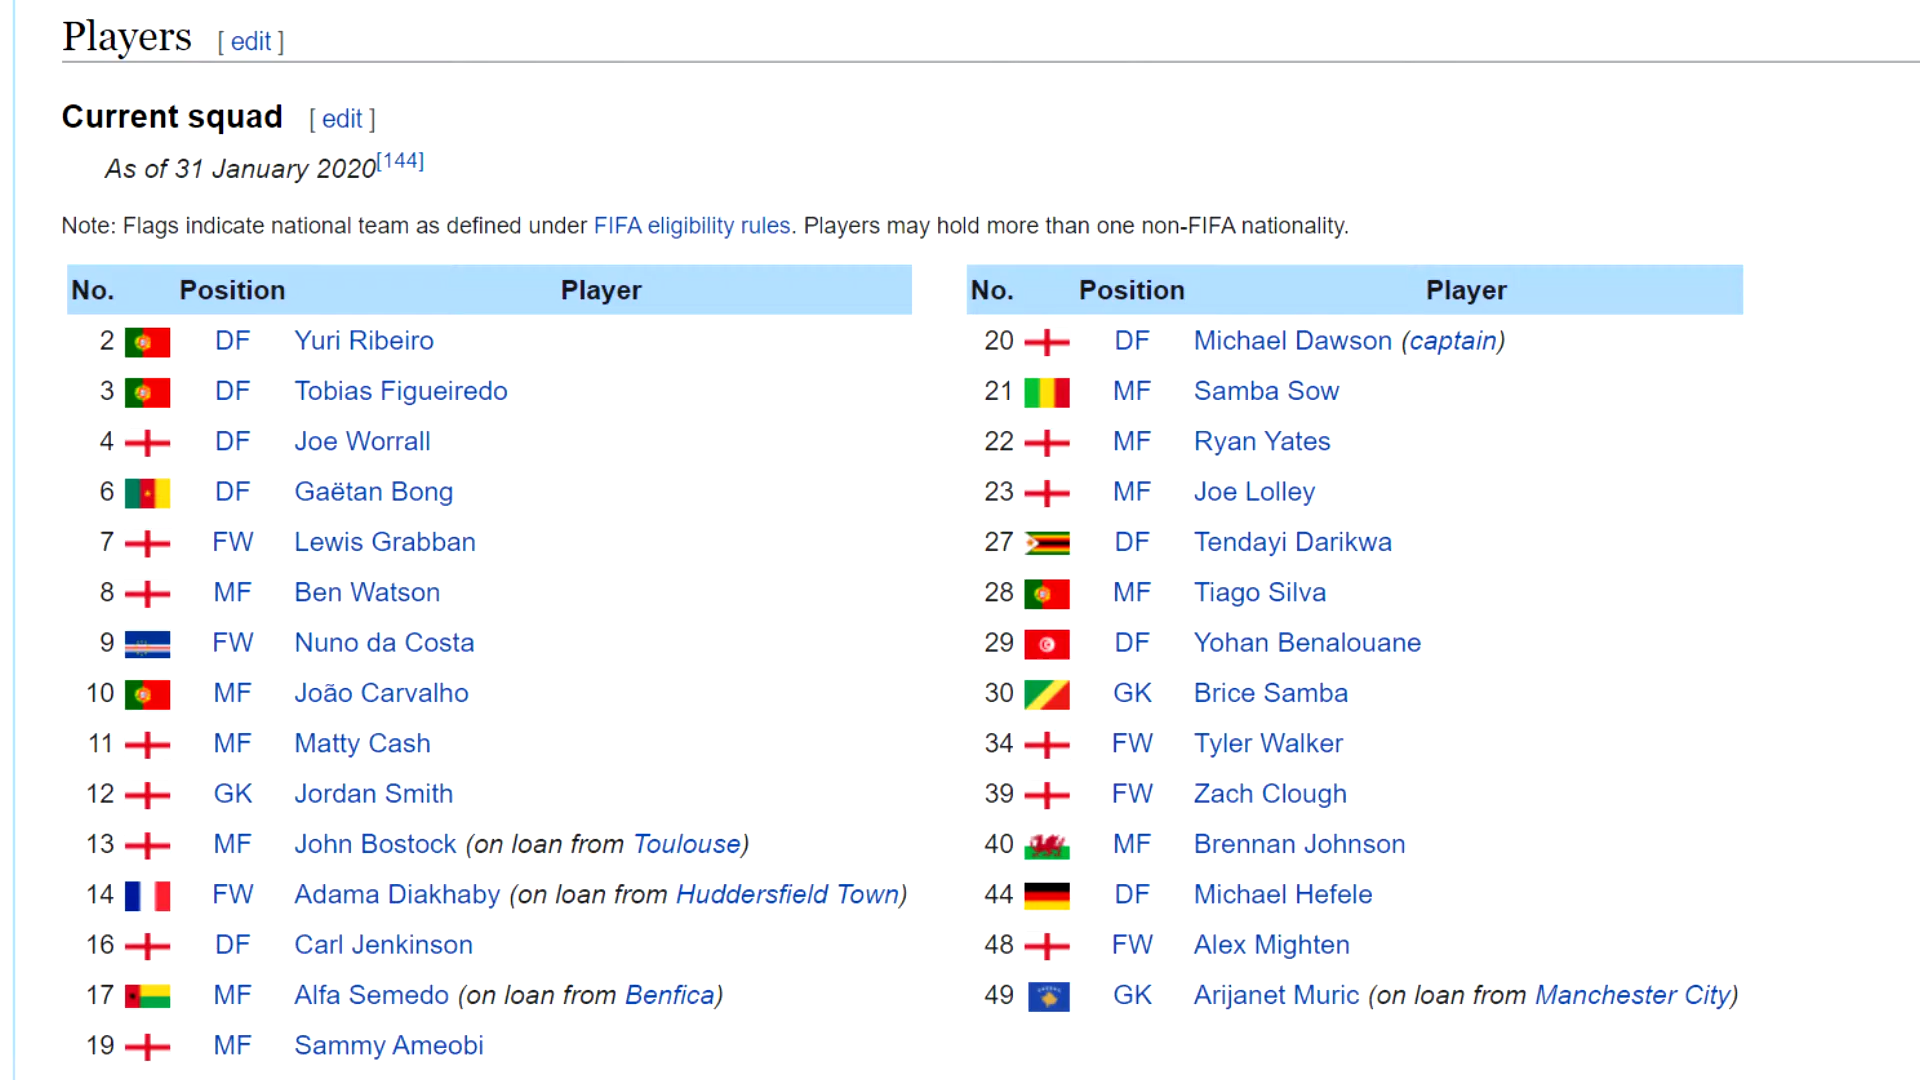 Players [ edit ]
Current squad [ edit ]
As of 31 January 2020[144]
Note: Flags indicate national team as defined under FIFA eligibility rules. Players may hold more than one non-FIFA nationality.
No. Position Player
2 DF Yuri Ribeiro
3 DF Tobias Figueiredo
4 DF Joe Worrall
6 DF Gaëtan Bong
7 FW Lewis Grabban
8 MF Ben Watson
9 FW Nuno da Costa
10 MF João Carvalho
11 MF Matty Cash
12 GK Jordan Smith
13 MF John Bostock (on loan from Toulouse)
14 FW Adama Diakhaby (on loan from Huddersfield Town)
16 DF Carl Jenkinson
17 MF Alfa Semedo (on loan from Benfica)
19 MF Sammy Ameobi
No. Position Player
20 DF Michael Dawson (captain)
21 MF Samba Sow
22 MF Ryan Yates
23 MF Joe Lolley
27 DF Tendayi Darikwa
28 MF Tiago Silva
29 DF Yohan Benalouane
30 GK Brice Samba
34 FW Tyler Walker
39 FW Zach Clough
40 MF Brennan Johnson
44 DF Michael Hefele
48 FW Alex Mighten
49 GK Arijanet Muric (on loan from Manchester City)